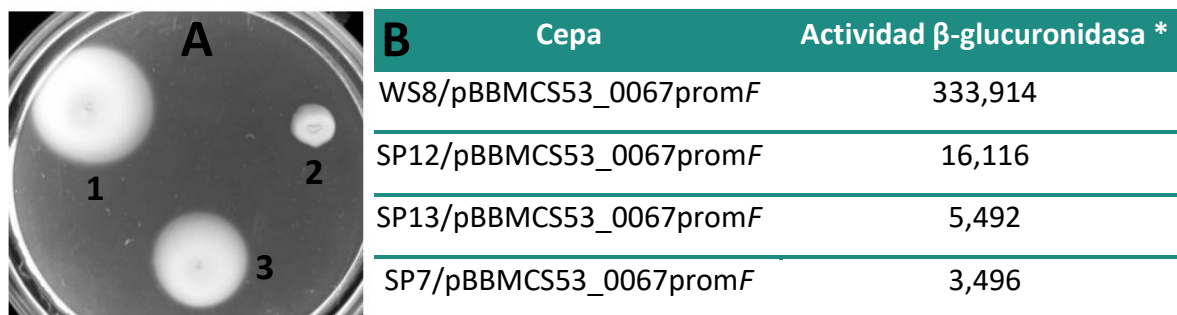 A
1
2
3
B Cepa Actividad β-glucuronidasa *
WS8/pBBMCS53_0067promF 333,914
SP12/pBBMCS53_0067promF 16,116
SP13/pBBMCS53_0067promF 5,492
SP7/pBBMCS53_0067promF 3,496